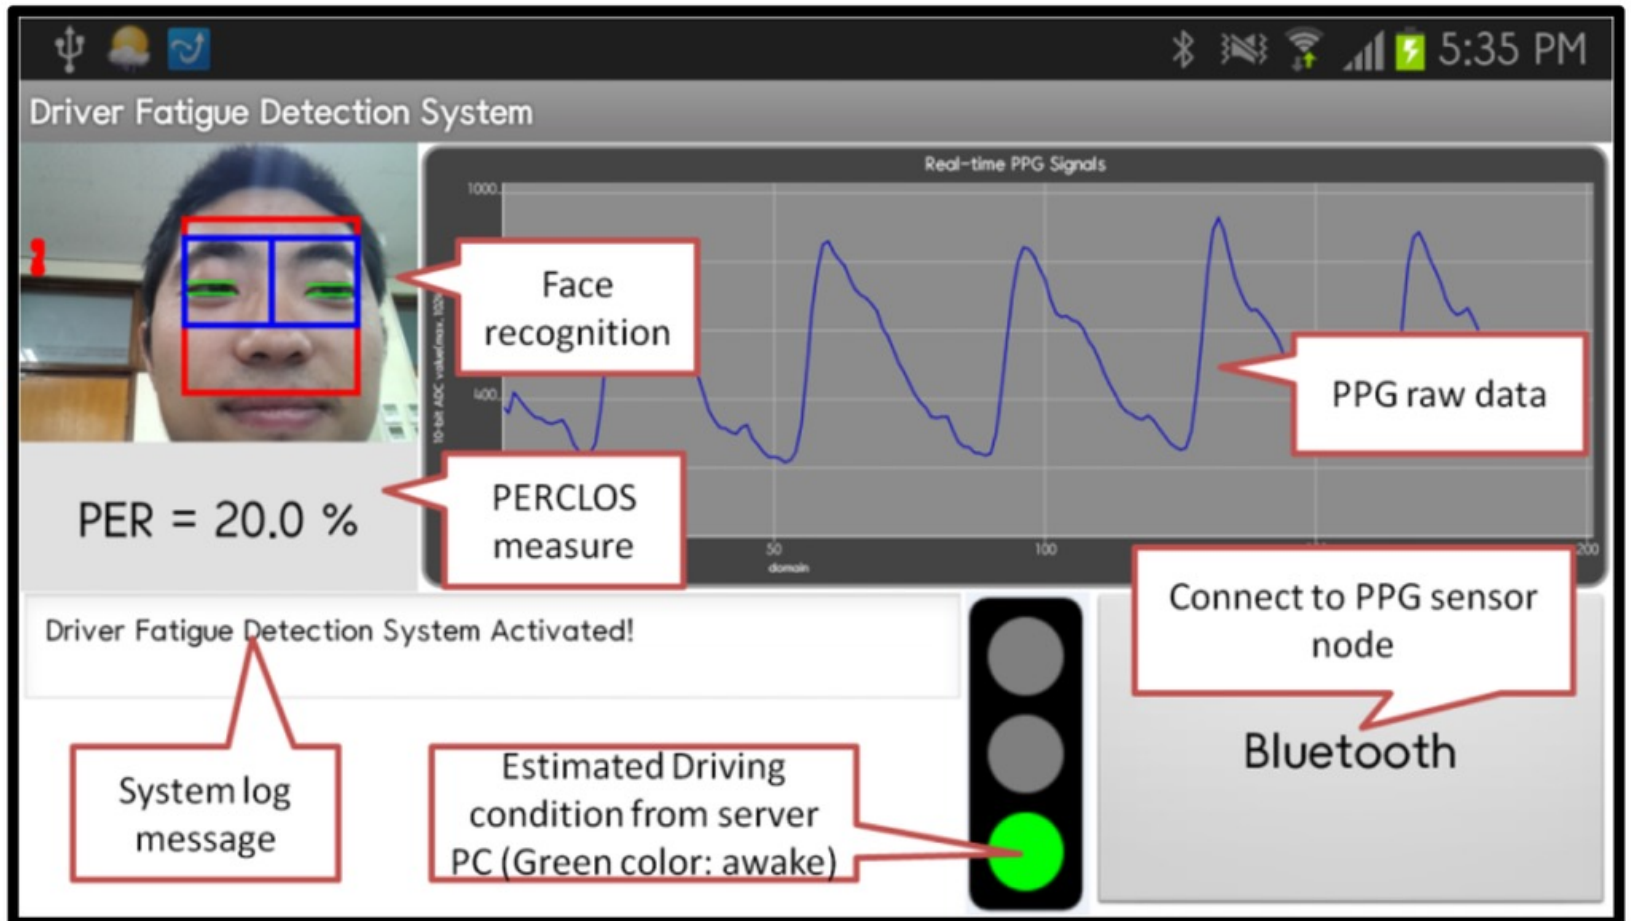 5:35 PM
Driver Fatigue Detection System
Real-time PPG Signals
1000
400
50
100
200
domain
Face
recognition
PPG raw data
PERCLOS
measure
PER = 20.0 %
Connect to PPG sensor
node
Driver Fatigue Detection System Activated!
Bluetooth
System log
message
Estimated Driving
condition from server
PC (Green color: awake)